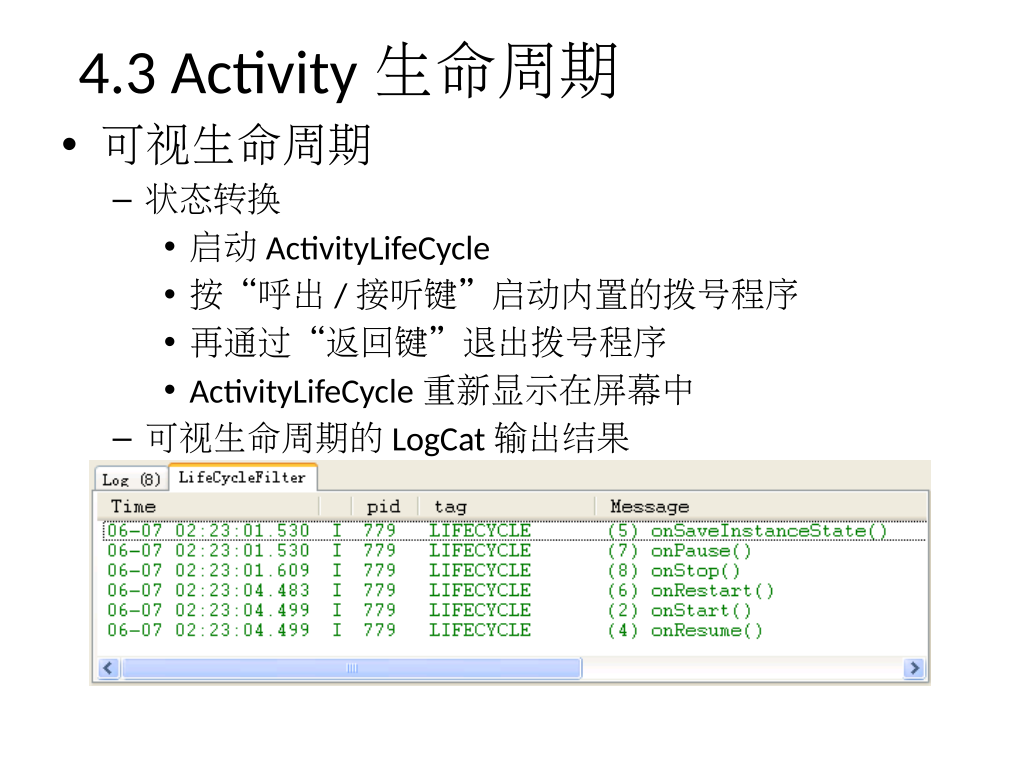 4.3 Activity 生命周期
• 可视生命周期
– 状态转换
• 启动 ActivityLifeCycle
• 按“呼出 / 接听键”启动内置的拨号程序
• 再通过“返回键”退出拨号程序
• ActivityLifeCycle 重新显示在屏幕中
– 可视生命周期的 LogCat 输出结果
Log (8) LifeCycleFilter
Time pid tag Message
06-07 02:23:01.530 I 779 LIFECYCLE (5) onSaveInstanceState()
06-07 02:23:01.530 I 779 LIFECYCLE (7) onPause()
06-07 02:23:01.609 I 779 LIFECYCLE (8) onStop()
06-07 02:23:04.483 I 779 LIFECYCLE (6) onRestart()
06-07 02:23:04.499 I 779 LIFECYCLE (2) onStart()
06-07 02:23:04.499 I 779 LIFECYCLE (4) onResume()